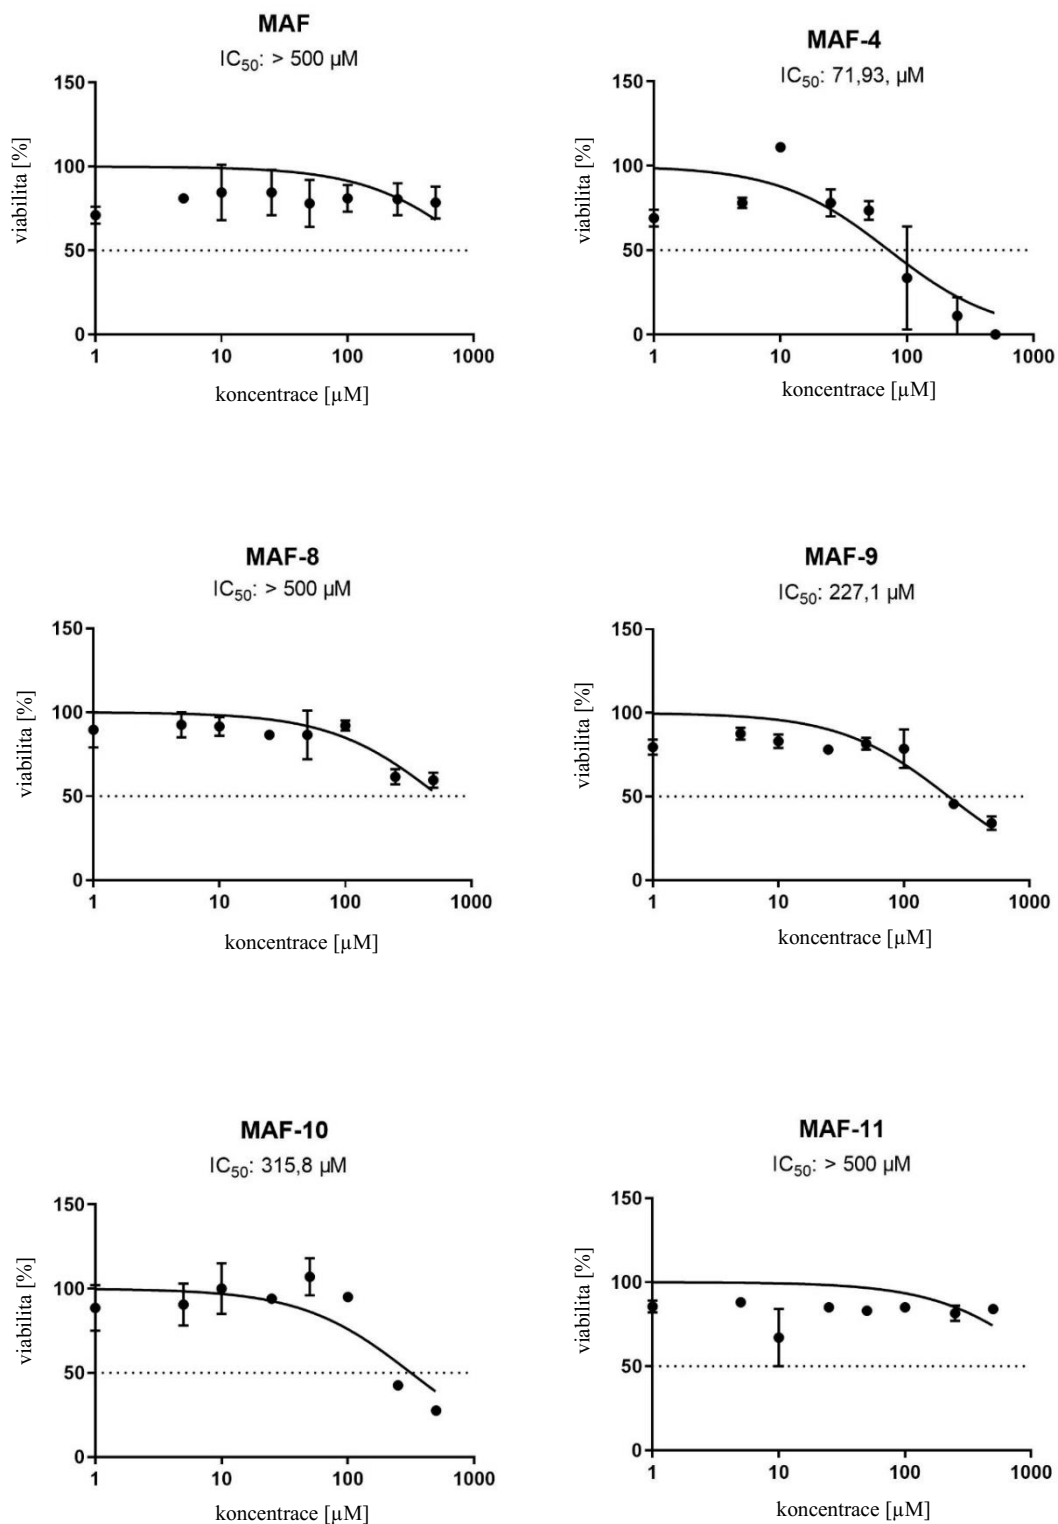 MAF
IC50: > 500 µM
150
100
50
0
1
10
100
1000
viabilita [%]
koncentrace [µM]
MAF-4
IC50: 71,93, µM
150
100
50
0
1
10
100
1000
viabilita [%]
koncentrace [µM]
MAF-8
IC50: > 500 µM
150
100
50
0
1
10
100
1000
viabilita [%]
koncentrace [µM]
MAF-9
IC50: 227,1 µM
150
100
50
0
1
10
100
1000
viabilita [%]
koncentrace [µM]
MAF-10
IC50: 315,8 µM
150
100
50
0
1
10
100
1000
viabilita [%]
koncentrace [µM]
MAF-11
IC50: > 500 µM
150
100
50
0
1
10
100
1000
viabilita [%]
koncentrace [µM]